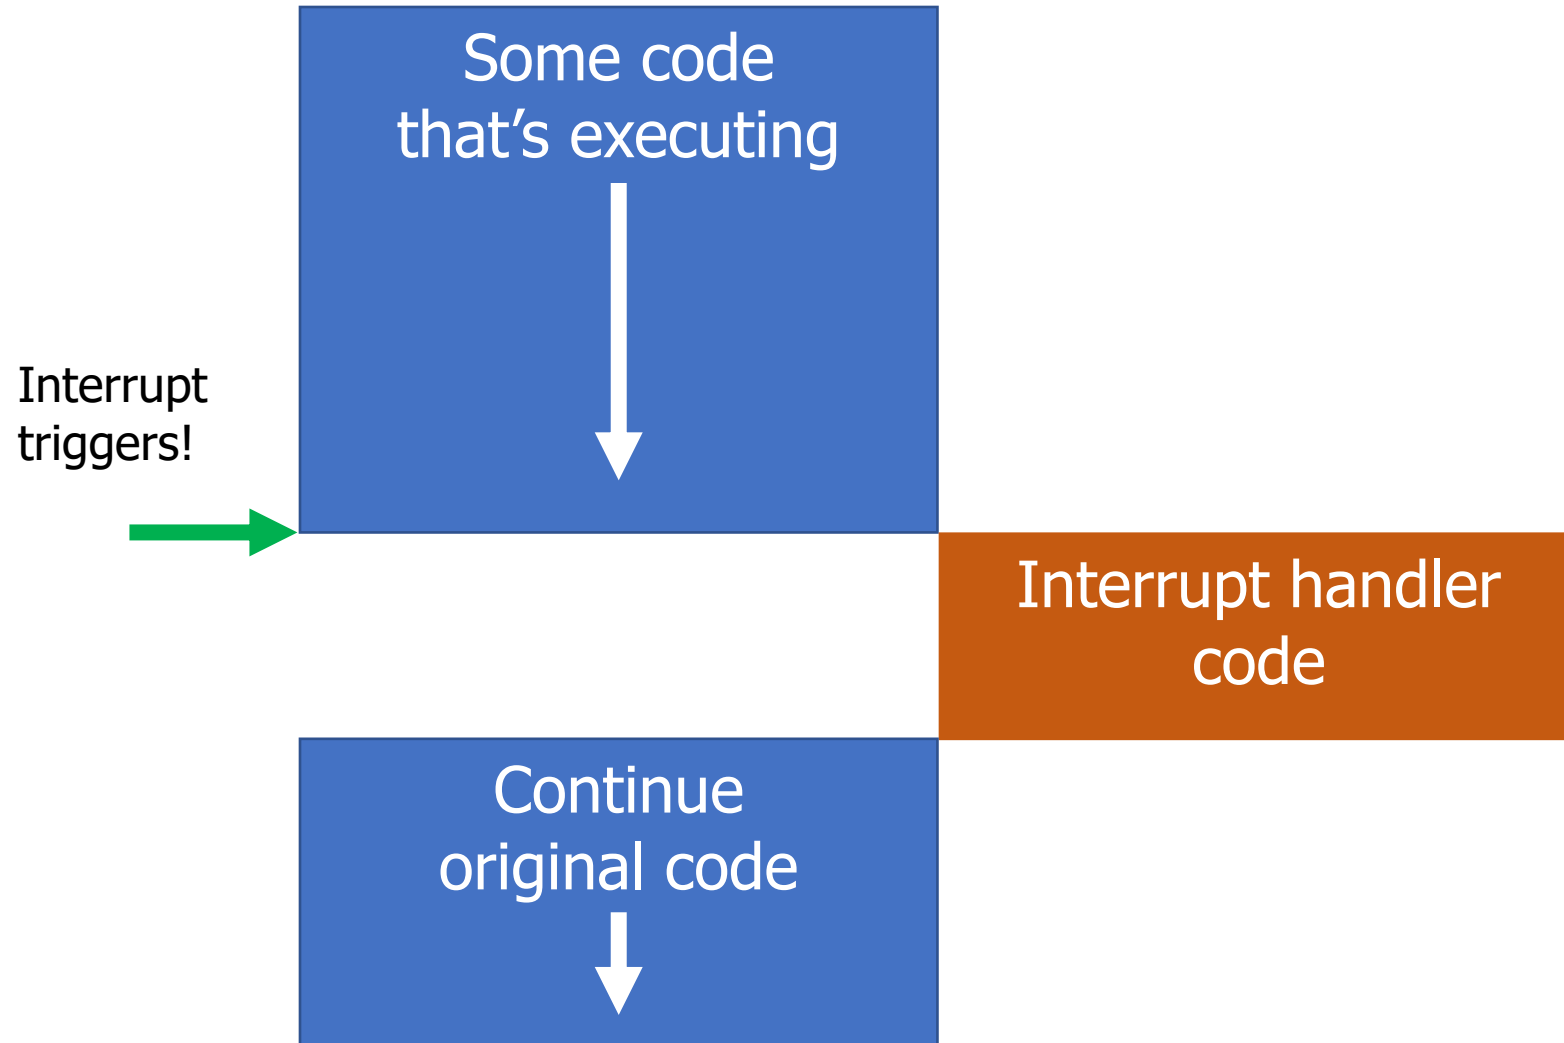 Some code
that’s executing
Interrupt
triggers!
Interrupt handler
code
Continue
original code